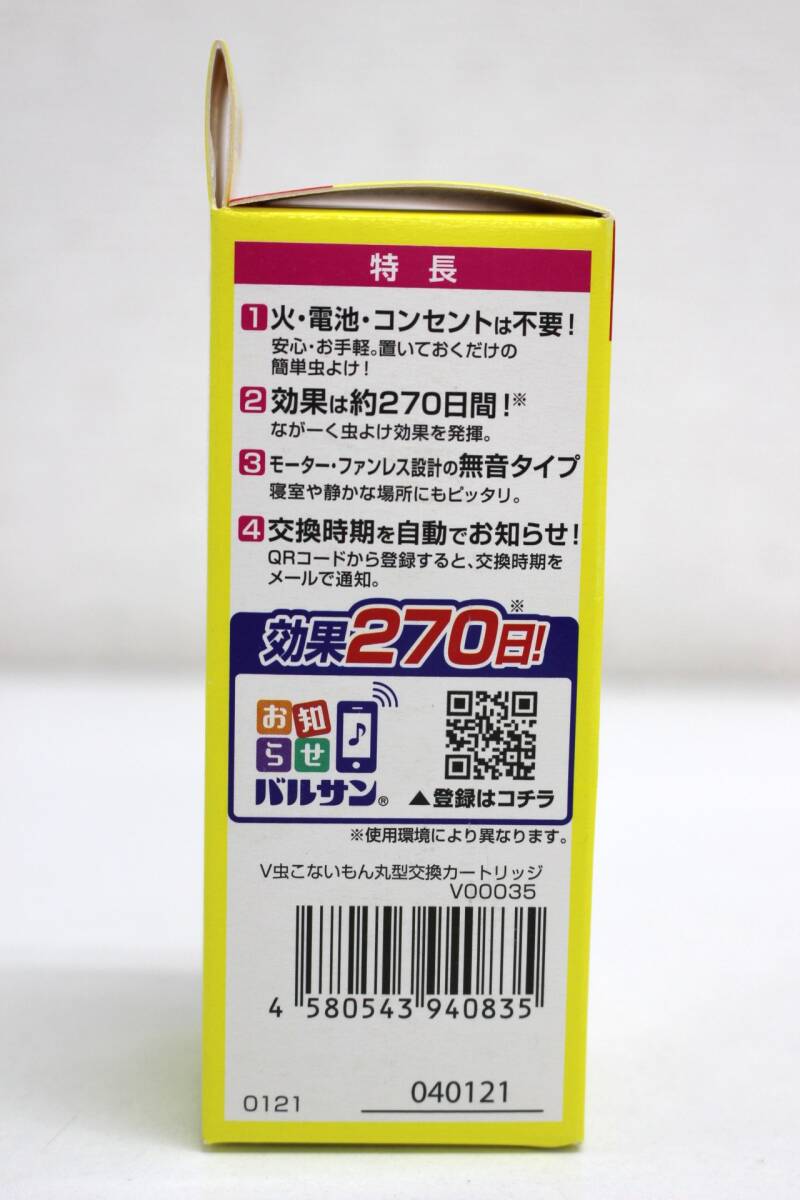 特長
1 火・電池・コンセントは不要!
安心・お手軽。置いておくだけの
簡単虫よけ!
2 効果は約270日間!※
ながーく虫よけ効果を発揮。
3 モーター・ファンレス設計の無音タイプ
寝室や静かな場所にもピッタリ。
4 交換時期を自動でお知らせ!
QRコードから登録すると、交換時期を
メールで通知。
効果270日!※
お知
らせ
バルサン®
▲登録はコチラ
※使用環境により異なります。
V虫こないもん丸型交換カートリッジ
V00035
4 580543 940835
0121
040121